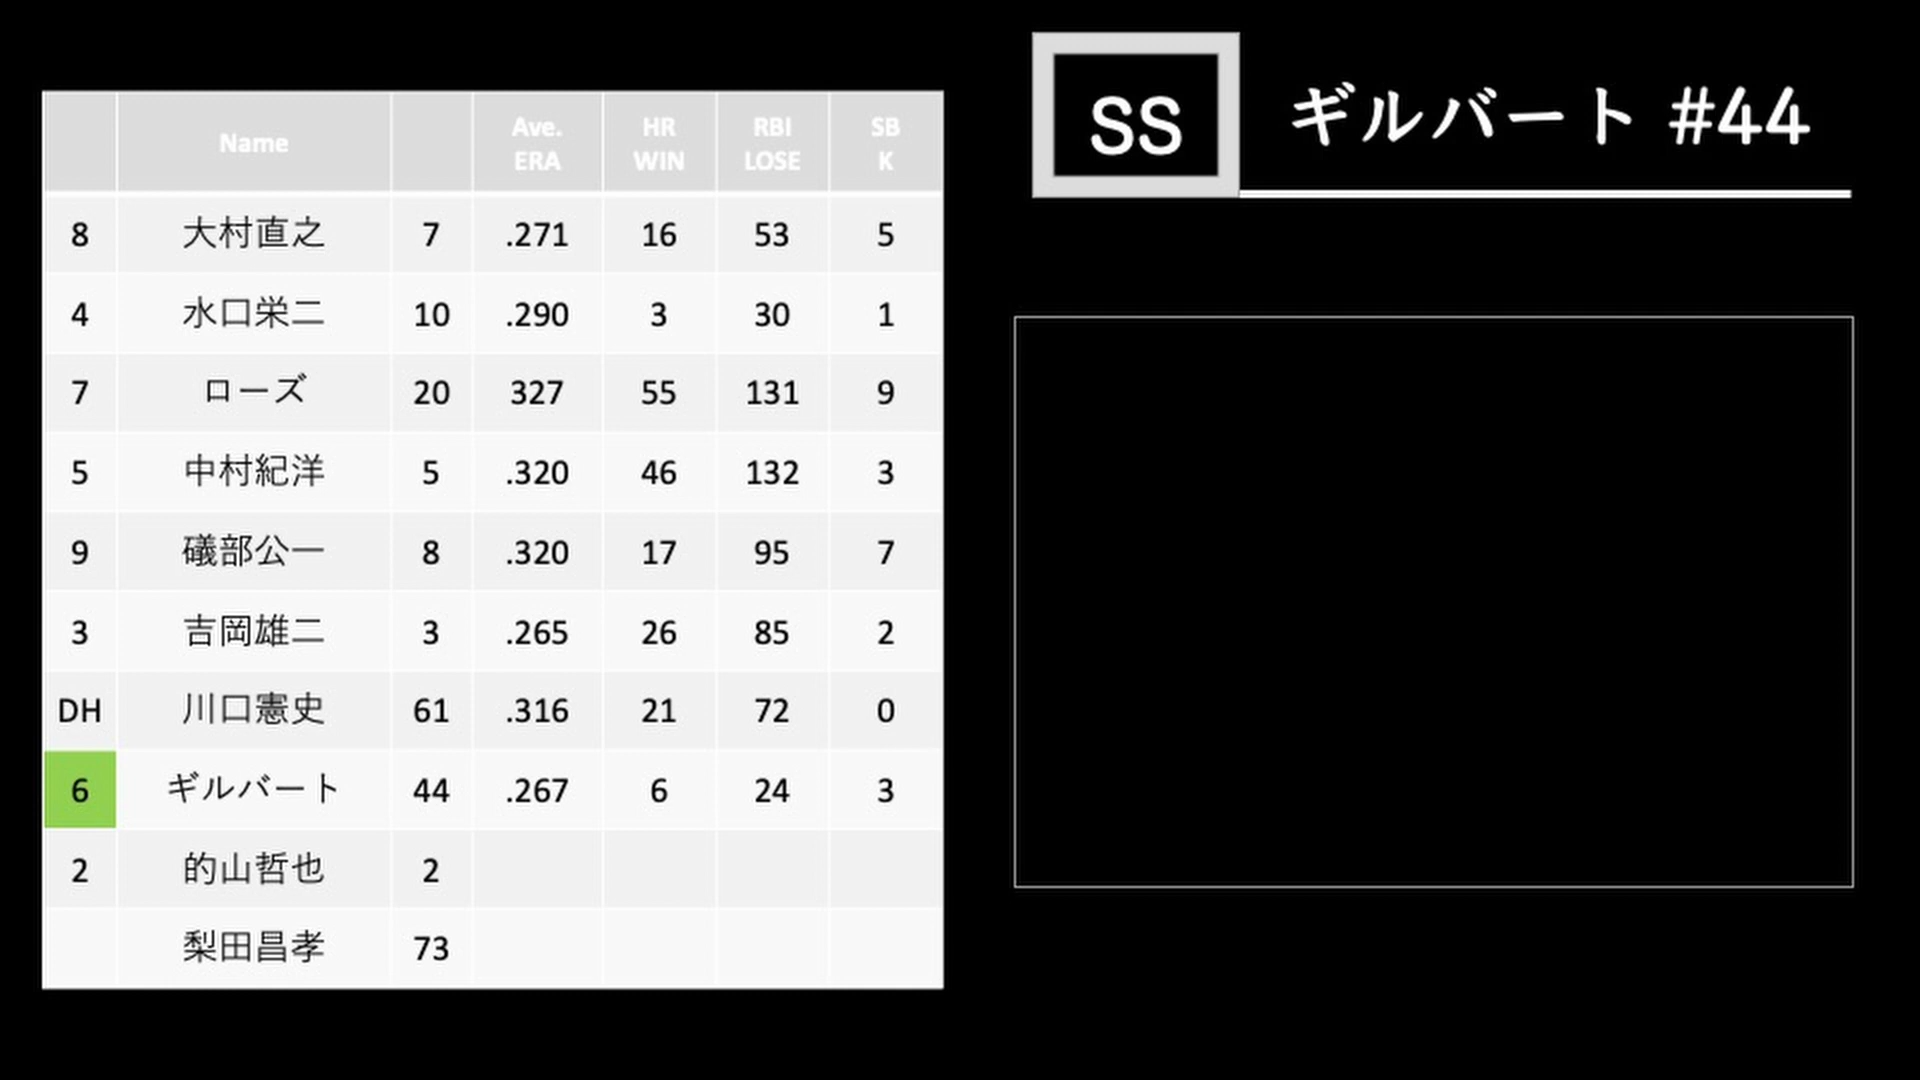 Name Ave. ERA HR WIN RBI LOSE SB K
8 大村直之 7 .271 16 53 5
4 水口栄二 10 .290 3 30 1
7 ローズ 20 327 55 131 9
5 中村紀洋 5 .320 46 132 3
9 礒部公一 8 .320 17 95 7
3 吉岡雄二 3 .265 26 85 2
DH 川口憲史 61 .316 21 72 0
6 ギルバート 44 .267 6 24 3
2 的山哲也 2
梨田昌孝 73
SS ギルバート #44